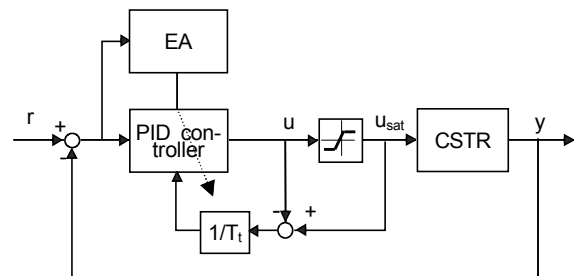 EA
r
+
-
PID con-
troller
u
u_sat
CSTR
y
-
+
1/T_t